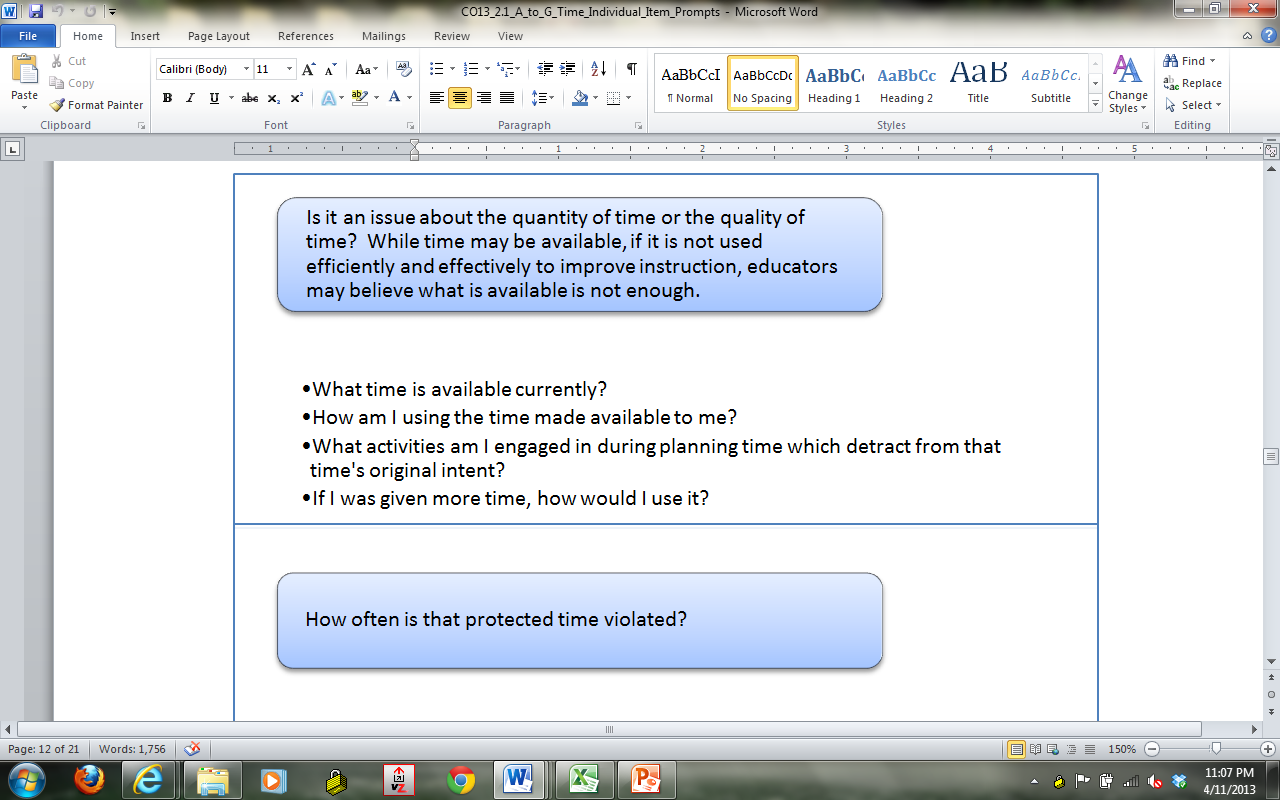 CO13_2.1_A_to_G_Time_Individual_Item_Prompts - Microsoft Word
File Home Insert Page Layout References Mailings Review View
Paste
Cut
Copy
Format Painter
Clipboard
Calibri (Body) 11
Font
Paragraph
AaBbCcI AaBbCcDc AaBbCc AaBbCc AaB AaBbCc.
¶ Normal No Spacing Heading 1 Heading 2 Title Subtitle
Change
Styles
Styles
Find
Replace
Select
Editing
1 1 2 3 4 5
Is it an issue about the quantity of time or the quality of
time? While time may be available, if it is not used
efficiently and effectively to improve instruction, educators
may believe what is available is not enough.
•What time is available currently?
•How am I using the time made available to me?
•What activities am I engaged in during planning time which detract from that
time's original intent?
•If I was given more time, how would I use it?
How often is that protected time violated?
Page: 12 of 21 Words: 1,756 150%
11:07 PM
4/11/2013